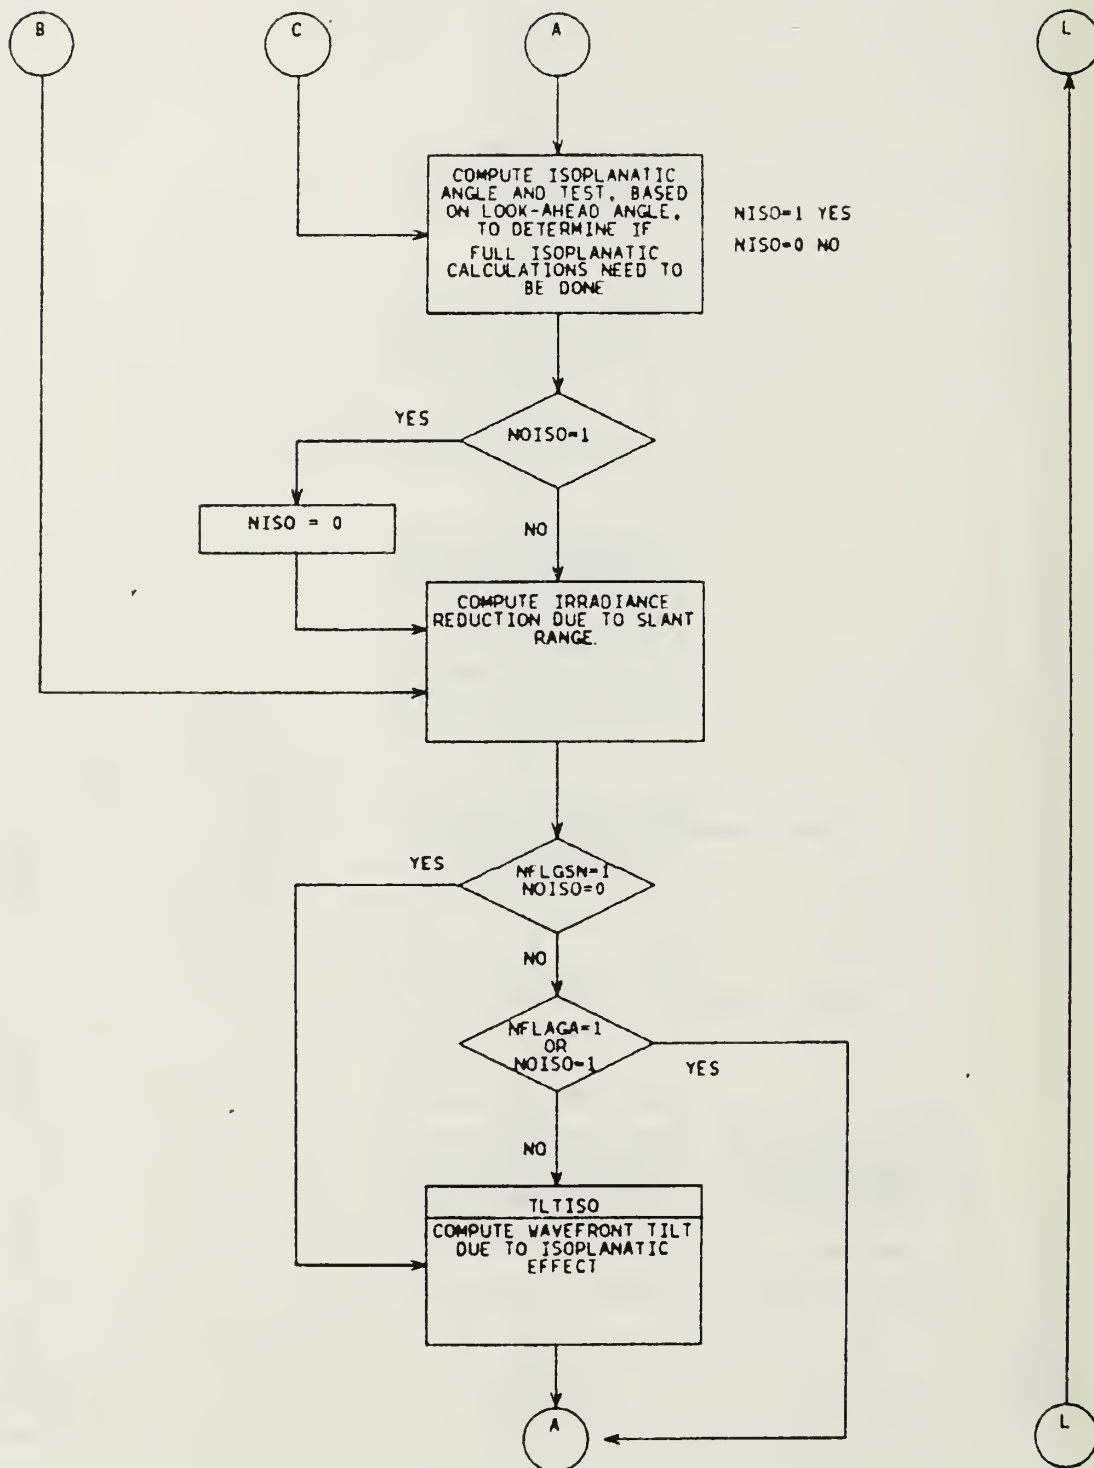 B
C
A
L
COMPUTE ISOPLANATIC
ANGLE AND TEST, BASED
ON LOOK-AHEAD ANGLE,
TO DETERMINE IF
FULL ISOPLANATIC
CALCULATIONS NEED TO
BE DONE
NISO=1 YES
NISO=0 NO
YES
NOISO=1
NISO = 0
NO
COMPUTE IRRADIANCE
REDUCTION DUE TO SLANT
RANGE.
YES
NFLGSN=1
NOISO=0
NO
NFLAGA=1
OR
NOISO=1
YES
NO
TLTISO
COMPUTE WAVEFRONT TILT
DUE TO ISOPLANATIC
EFFECT
A
L